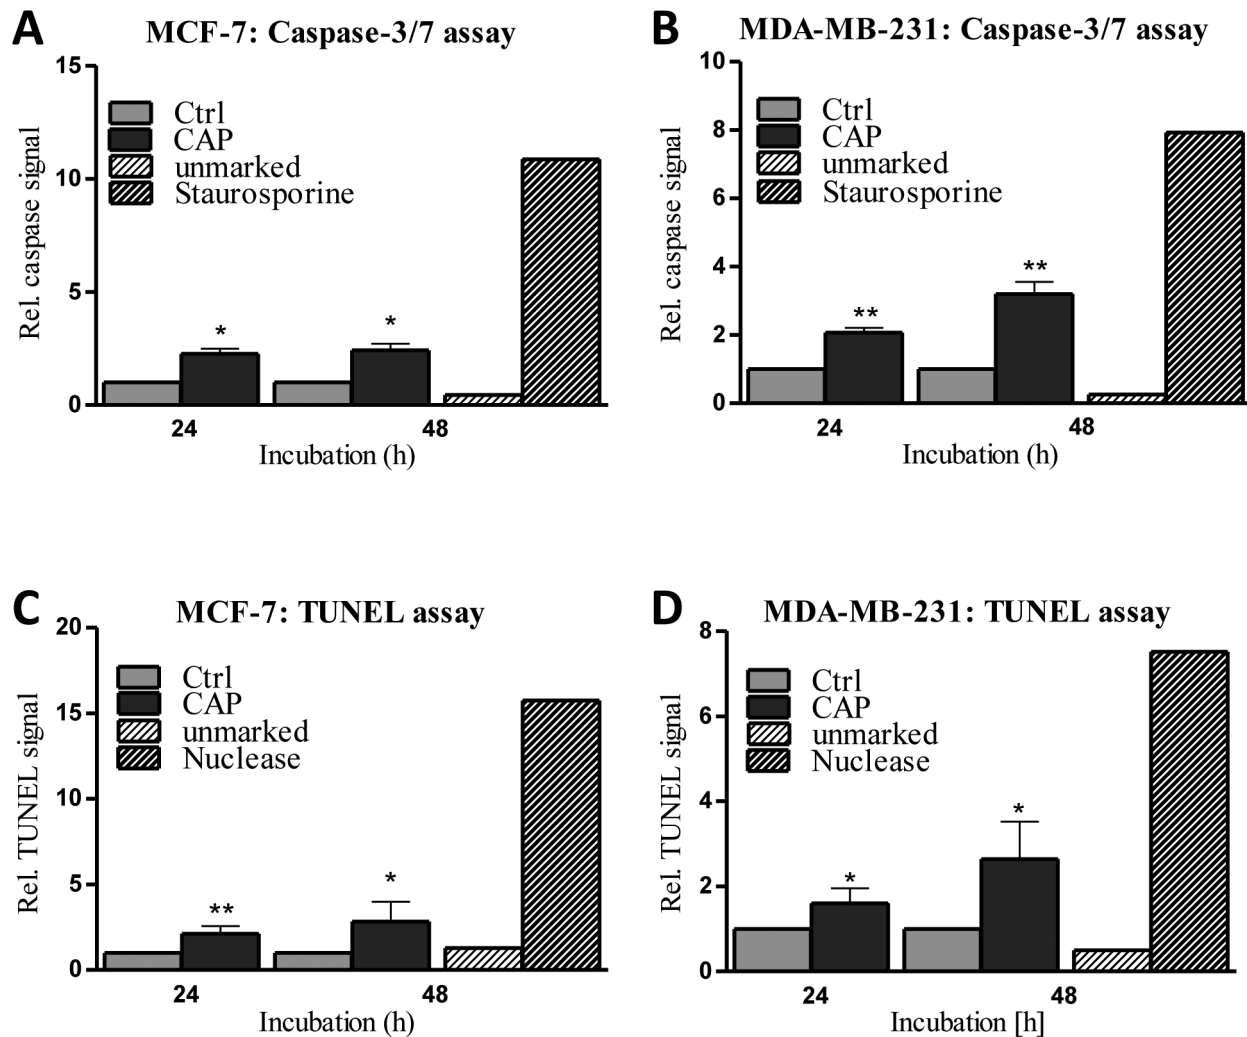 A
MCF-7: Caspase-3/7 assay
Rel. caspase signal
15
10
5
0
Ctrl
CAP
unmarked
Staurosporine
*
*
24
48
Incubation (h)
B
MDA-MB-231: Caspase-3/7 assay
Rel. caspase signal
10
8
6
4
2
0
Ctrl
CAP
unmarked
Staurosporine
**
**
24
48
Incubation (h)
C
MCF-7: TUNEL assay
Rel. TUNEL signal
20
15
10
5
0
Ctrl
CAP
unmarked
Nuclease
**
*
24
48
Incubation (h)
D
MDA-MB-231: TUNEL assay
Rel. TUNEL signal
8
6
4
2
0
Ctrl
CAP
unmarked
Nuclease
*
*
24
48
Incubation [h]